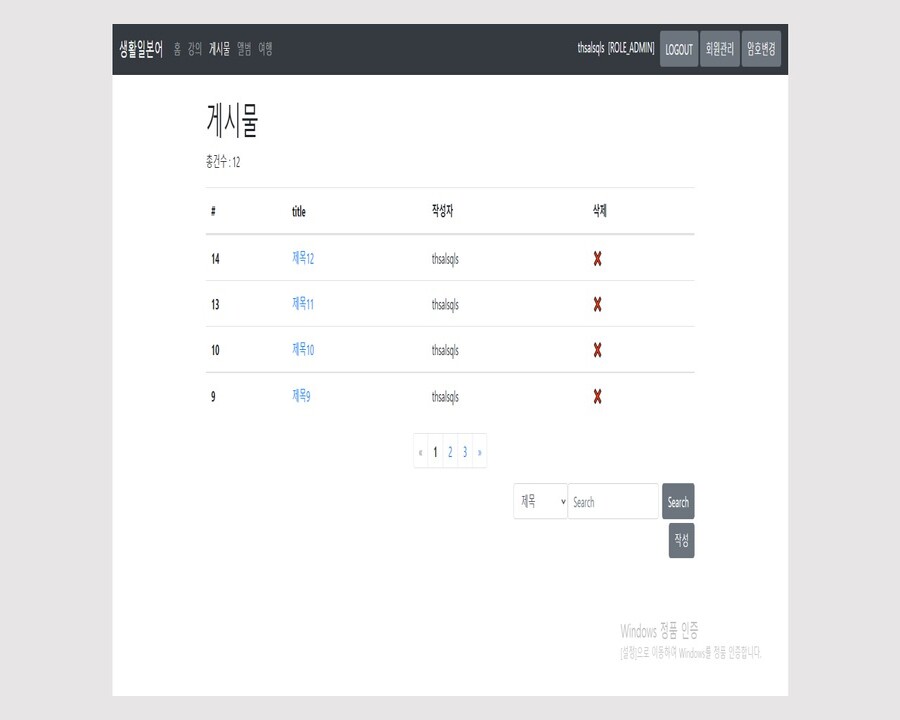 생활일본어 홈 강의 게시물 앨범 여행 thsalsqls [ROLE_ADMIN] LOGOUT 회원관리 암호변경
게시물
총건수 : 12
# title 작성자 삭제
14 제목12 thsalsqls
13 제목11 thsalsqls
10 제목10 thsalsqls
9 제목9 thsalsqls
« 1 2 3 »
제목 Search Search
작성
Windows 정품 인증
[설정]으로 이동하여 Windows를 정품 인증합니다.